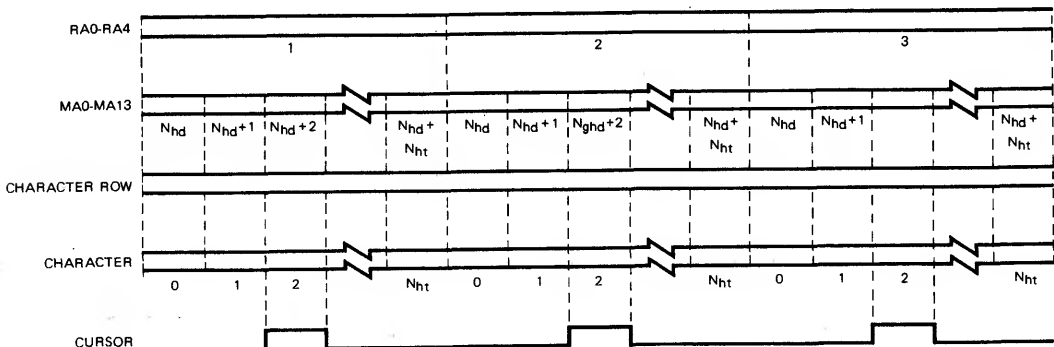 RA0-RA4
1 2 3
MA0-MA13
Nhd Nhd+1 Nhd+2 Nhd+ Nhd Nhd+1 Nghd+2 Nhd+ Nhd Nhd+1 Nhd+
Nht Nht Nht
CHARACTER ROW
CHARACTER
0 1 2 Nht 0 1 2 Nht 0 1 2 Nht
CURSOR